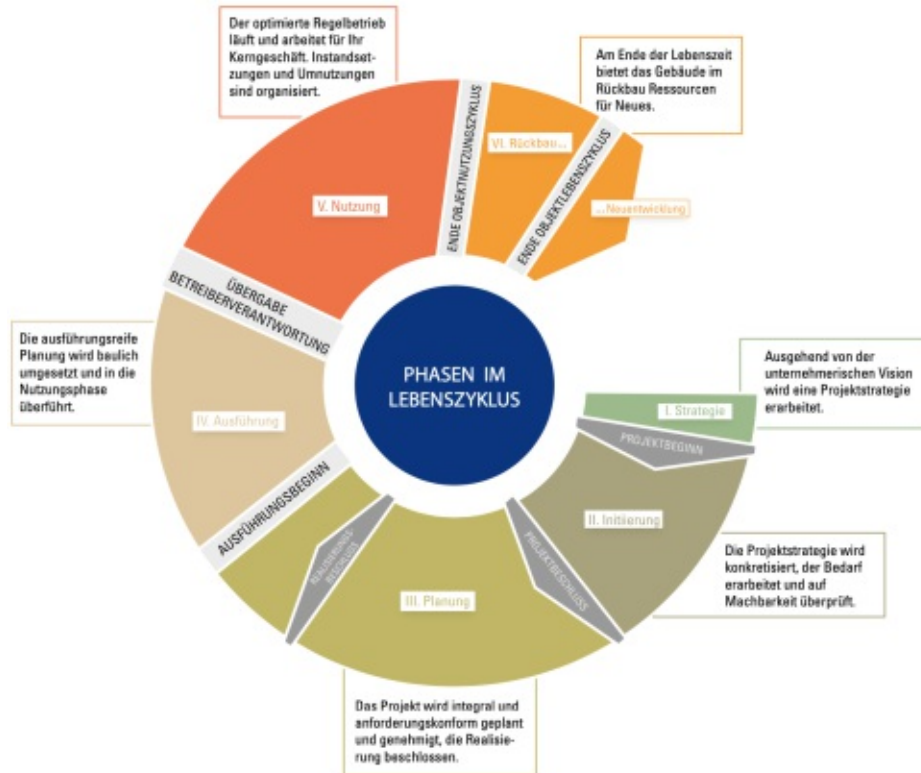 Der optimierte Regelbetrieb
läuft und arbeitet für Ihr
Kerngeschäft. Instandset-
zungen und Umnutzungen
sind organisiert.
Am Ende der Lebenszeit
bietet das Gebäude im
Rückbau Ressourcen
für Neues.
VI. Rückbau...
ENDE OBJEKTNUTZUNGSZYKLUS
ENDE OBJEKTLEBENSZYKLUS
...Neuentwicklung
V. Nutzung
ÜBERGABE
BETREIBERVERANTWORTUNG
Die ausführungsreife
Planung wird baulich
umgesetzt und in die
Nutzungsphase
überführt.
PHASEN IM
LEBENSZYKLUS
Ausgehend von der
unternehmerischen Vision
wird eine Projektstrategie
erarbeitet.
I. Strategie
PROJEKTBEGINN
IV. Ausführung
AUSFÜHRUNGSBEGINN
II. Initiierung
REALISIERUNGS-
BESCHLUSS
PROJEKTBESCHLUSS
III. Planung
Die Projektstrategie wird
konkretisiert, der Bedarf
erarbeitet und auf
Machbarkeit überprüft.
Das Projekt wird integral und
anforderungskonform geplant
und genehmigt, die Realisie-
rung beschlossen.